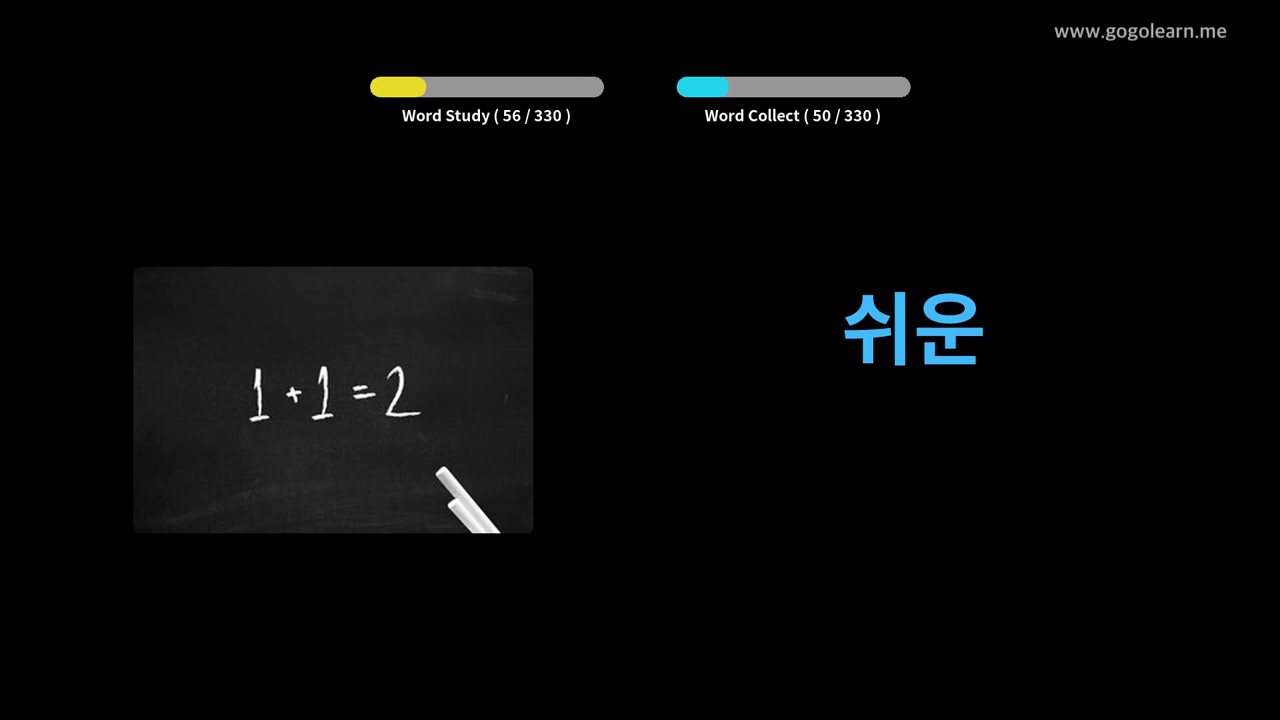 www.gogolearn.me
Word Study ( 56 / 330 )
Word Collect ( 50 / 330 )
쉬운
1 + 1 = 2